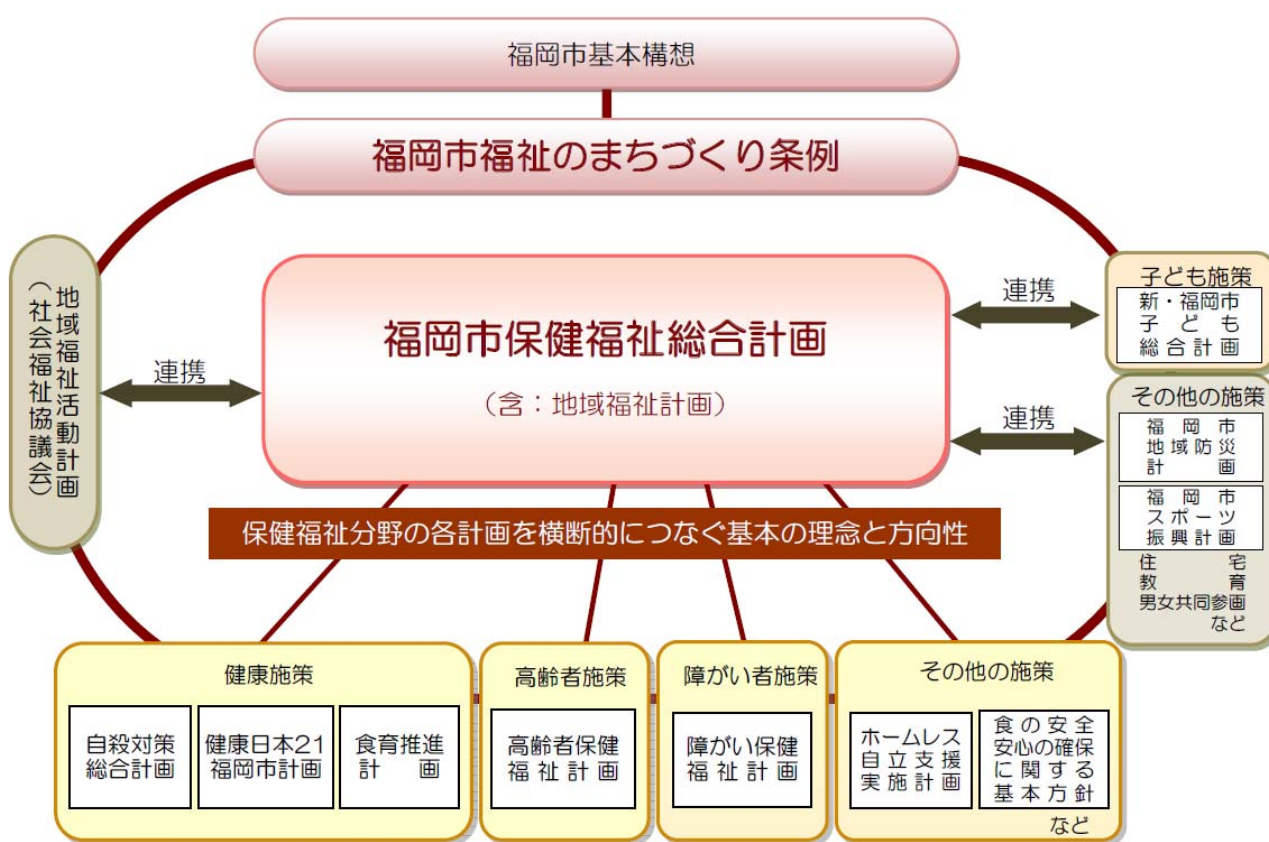 福岡市基本構想
福岡市福祉のまちづくり条例
地域福祉活動計画
（社会福祉協議会）
連携
福岡市保健福祉総合計画
（含：地域福祉計画）
連携
連携
子ども施策
新・福岡市
子ども
総合計画
その他の施策
福岡市
地域防災
計画
福岡市
スポーツ
振興計画
住宅
教育
男女共同参画
など
保健福祉分野の各計画を横断的につなぐ基本の理念と方向性
健康施策
自殺対策
総合計画
健康日本21
福岡市計画
食育推進
計画
高齢者施策
高齢者保健
福祉計画
障がい者施策
障がい保健
福祉計画
その他の施策
ホームレス
自立支援
実施計画
食の安全
安心の確保
に関する
基本方針
など